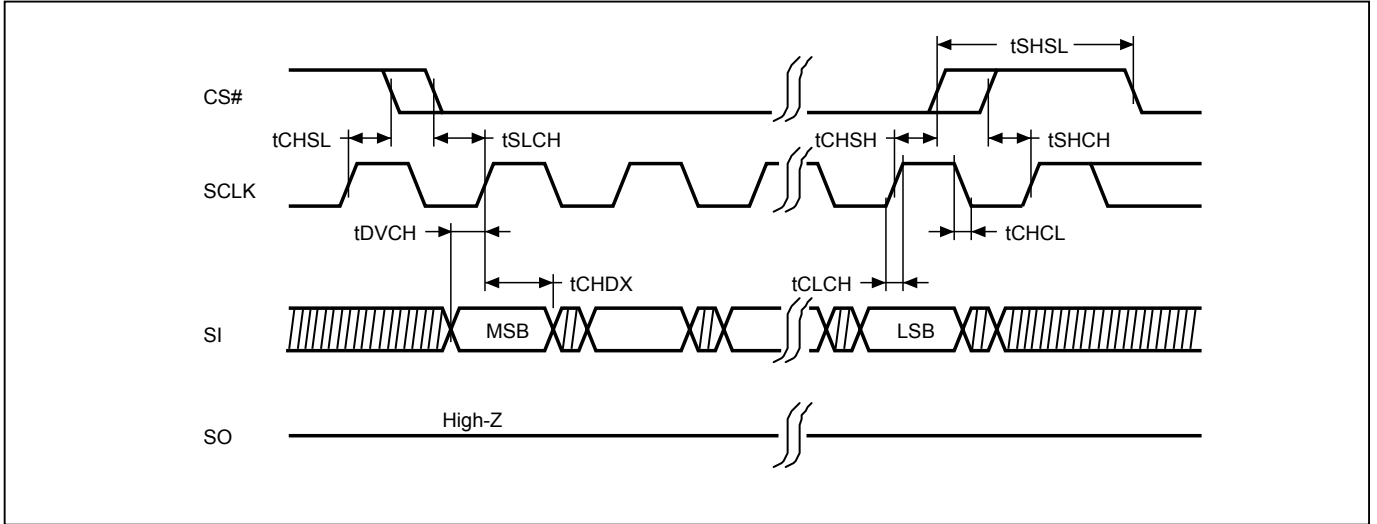 tSHSL
CS#
tCHSL
tSLCH
tCHSH
tSHCH
SCLK
tDVCH
tCHCL
tCHDX
tCLCH
SI
MSB
LSB
High-Z
SO